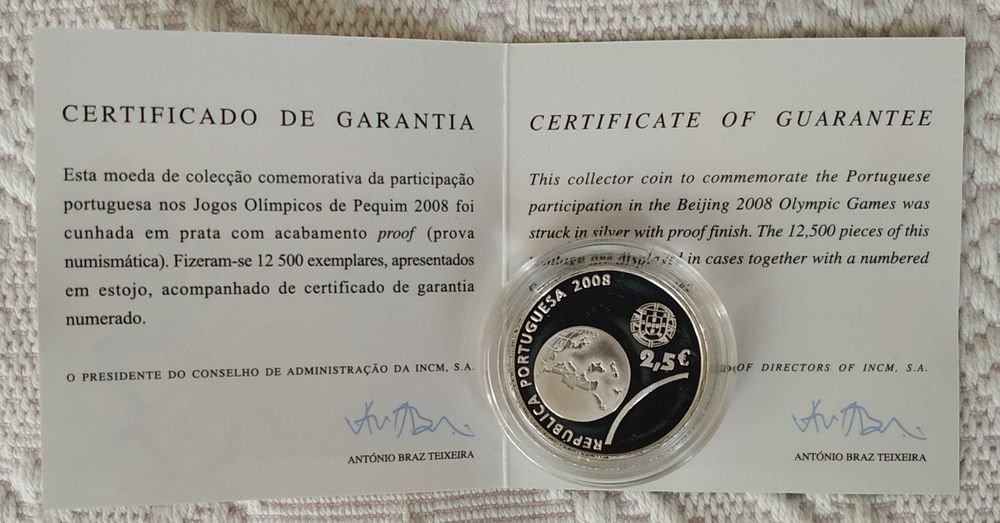 CERTIFICADO DE GARANTIA
Esta moeda de colecção comemorativa da participação
portuguesa nos Jogos Olímpicos de Pequim 2008 foi
cunhada em prata com acabamento proof (prova
numismática). Fizeram-se 12 500 exemplares, apresentados
em estojo, acompanhado de certificado de garantia
numerado.
O PRESIDENTE DO CONSELHO DE ADMINISTRAÇÃO DA INCM, S.A.
ANTÓNIO BRAZ TEIXEIRA
CERTIFICATE OF GUARANTEE
This collector coin to commemorate the Portuguese
participation in the Beijing 2008 Olympic Games was
struck in silver with proof finish. The 12,500 pieces of this
are displayed in cases together with a numbered
OF DIRECTORS OF INCM, S.A.
ANTÓNIO BRAZ TEIXEIRA
REPUBLICA PORTUGUESA 2008
2,5€